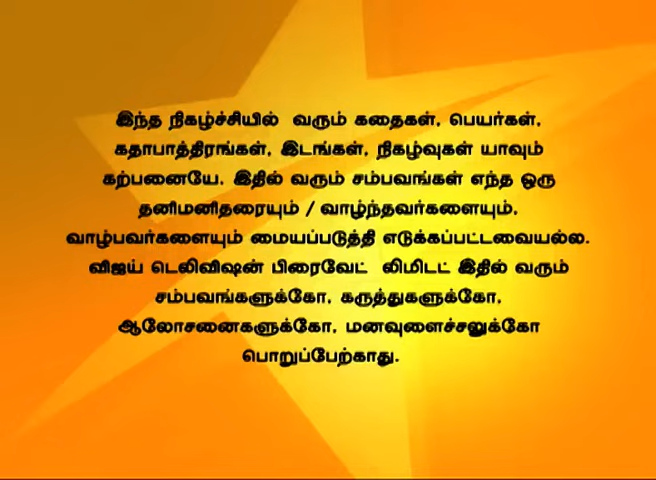 இந்த நிகழ்ச்சியில் வரும் கதைகள், பெயர்கள்,
கதாபாத்திரங்கள், இடங்கள், நிகழ்வுகள் யாவும்
கற்பனையே. இதில் வரும் சம்பவங்கள் எந்த ஒரு
தனிமனிதரையும் / வாழ்ந்தவர்களையும்,
வாழ்பவர்களையும் மையப்படுத்தி எடுக்கப்பட்டவையல்ல.
விஜய் டெலிவிஷன் பிரைவேட் லிமிடட் இதில் வரும்
சம்பவங்களுக்கோ, கருத்துகளுக்கோ,
ஆலோசனைகளுக்கோ, மனவுளைச்சலுக்கோ
பொறுப்பேற்காது.